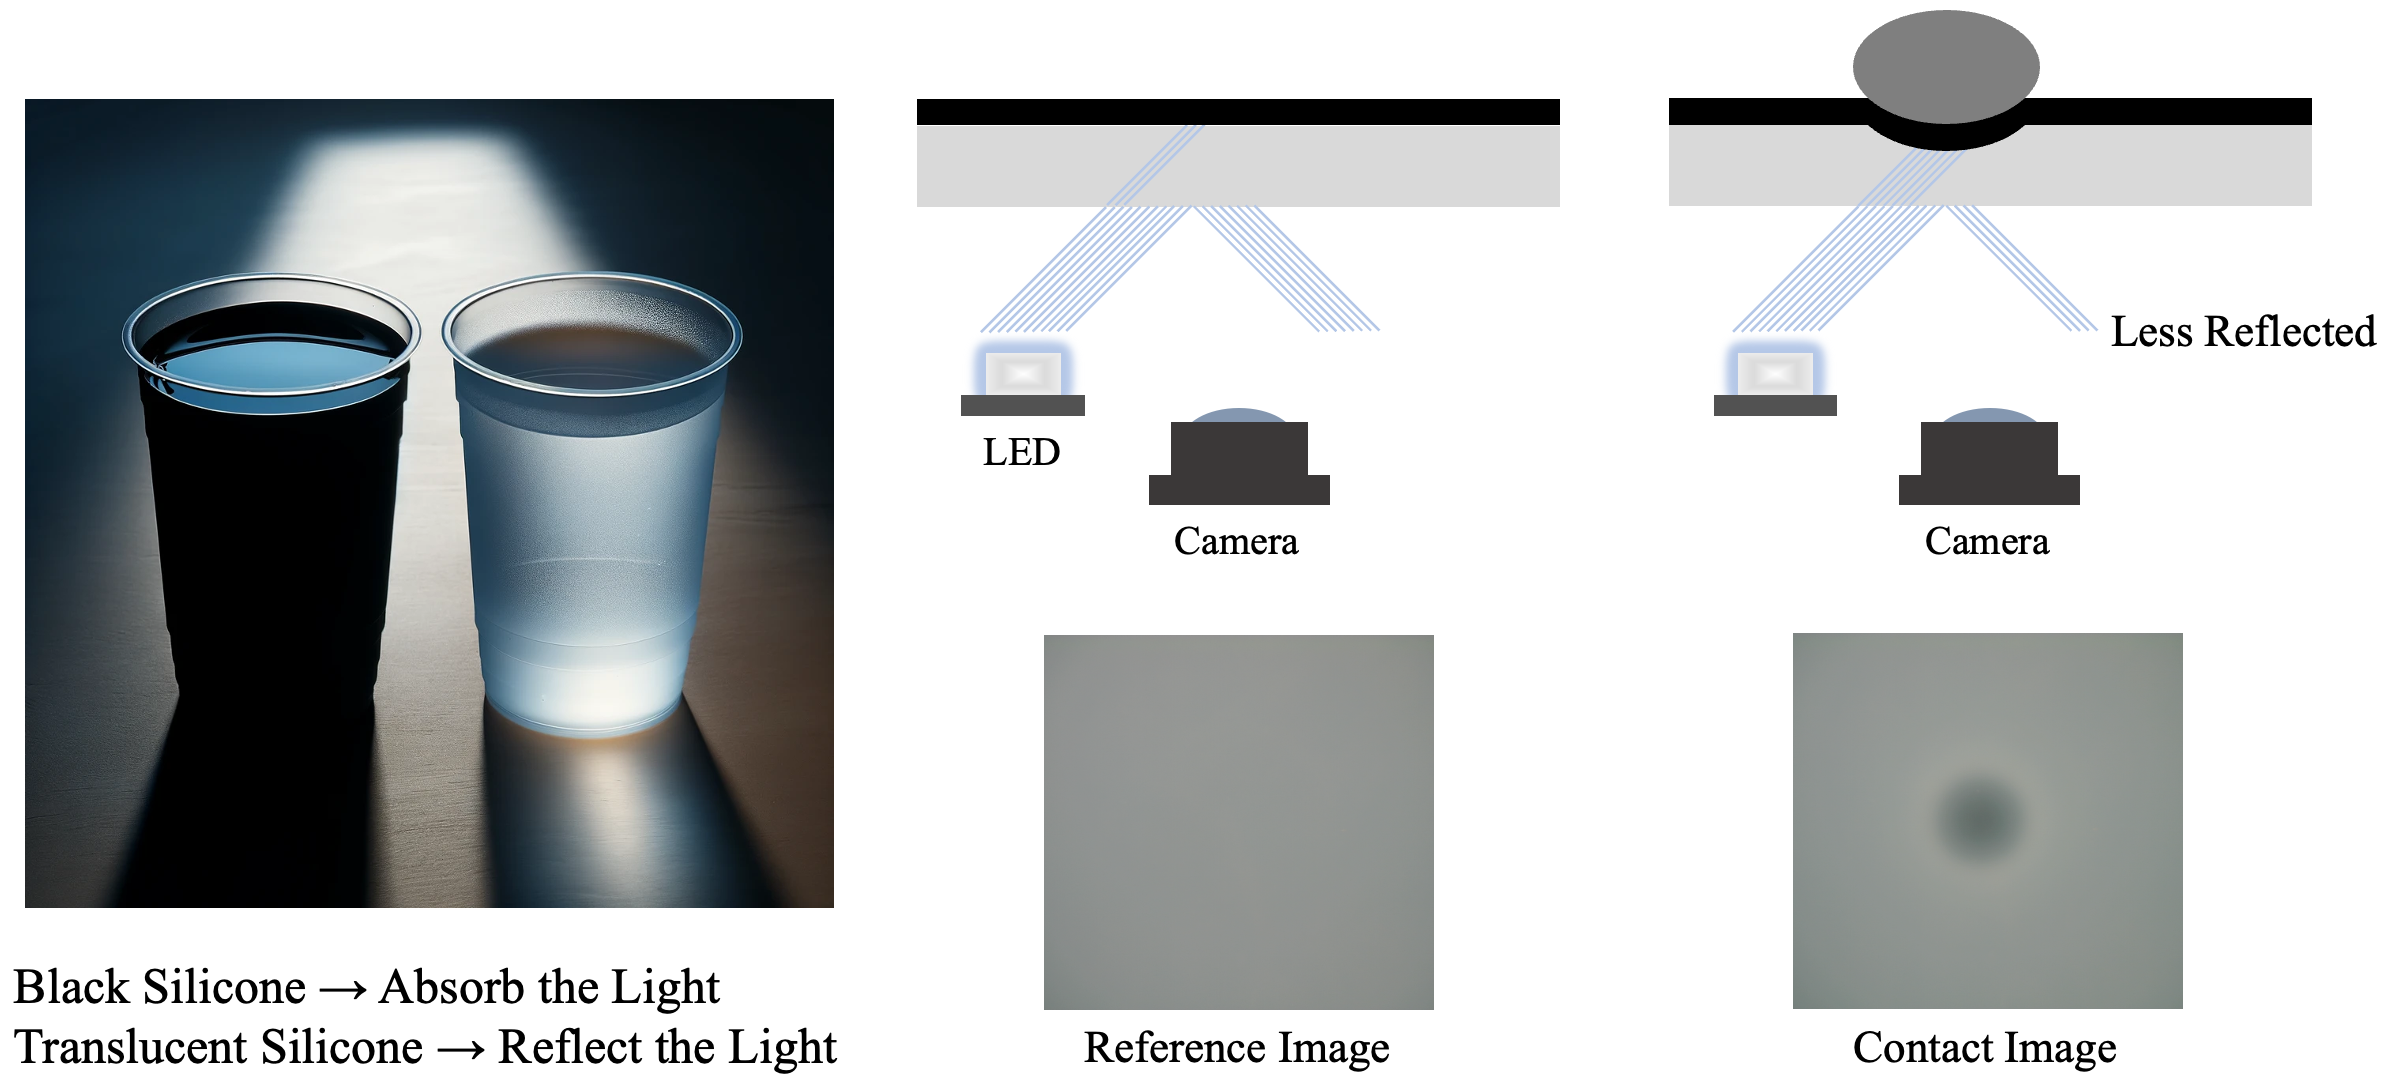 Black Silicone → Absorb the Light
Translucent Silicone → Reflect the Light
LED
Camera
Reference Image
Less Reflected
Camera
Contact Image